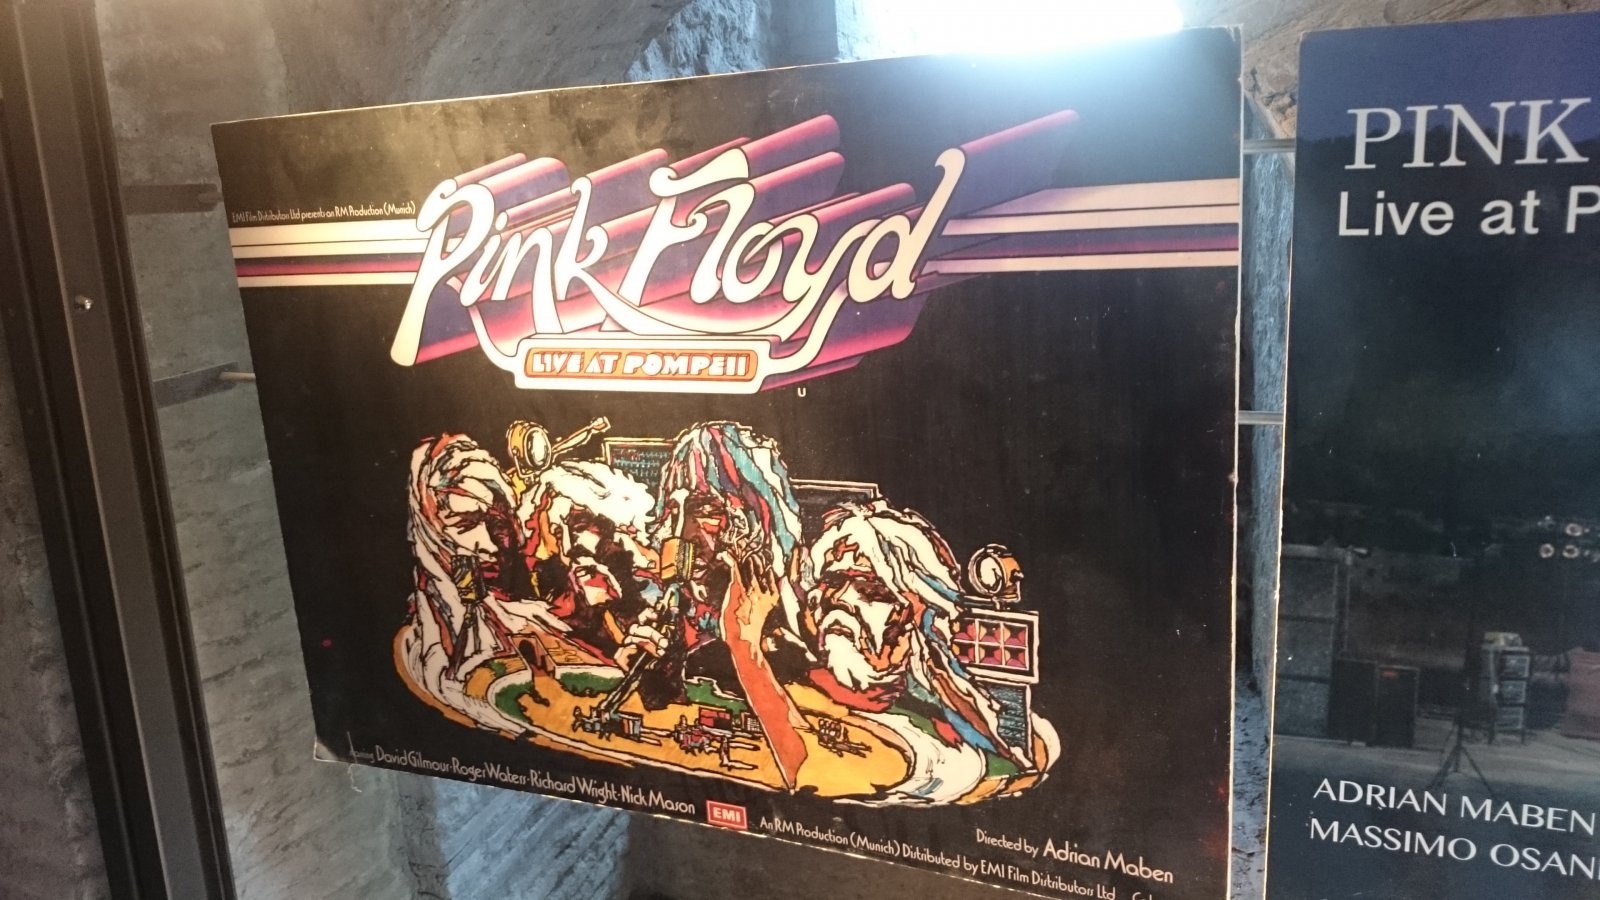 EMI Film Distributors Ltd presents an RM Production (Munich)
Pink Floyd
LIVE AT POMPEII
U
David Gilmour·Roger Waters·Richard Wright·Nick Mason
EMI
An RM Production (Munich) Distributed by EMI Film Distributors Ltd
Directed by Adrian Maben
PINK
Live at P
ADRIAN MABEN
MASSIMO OSAN